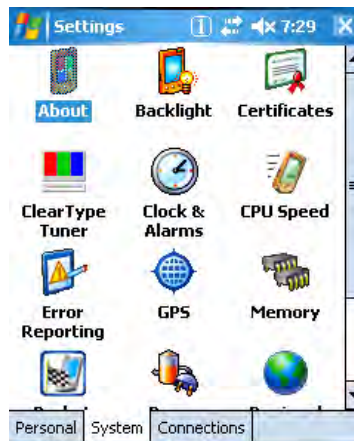 Settings 7:29
About Backlight Certificates
ClearType Tuner
Clock & Alarms
CPU Speed
Error Reporting
GPS
Memory
Personal System Connections